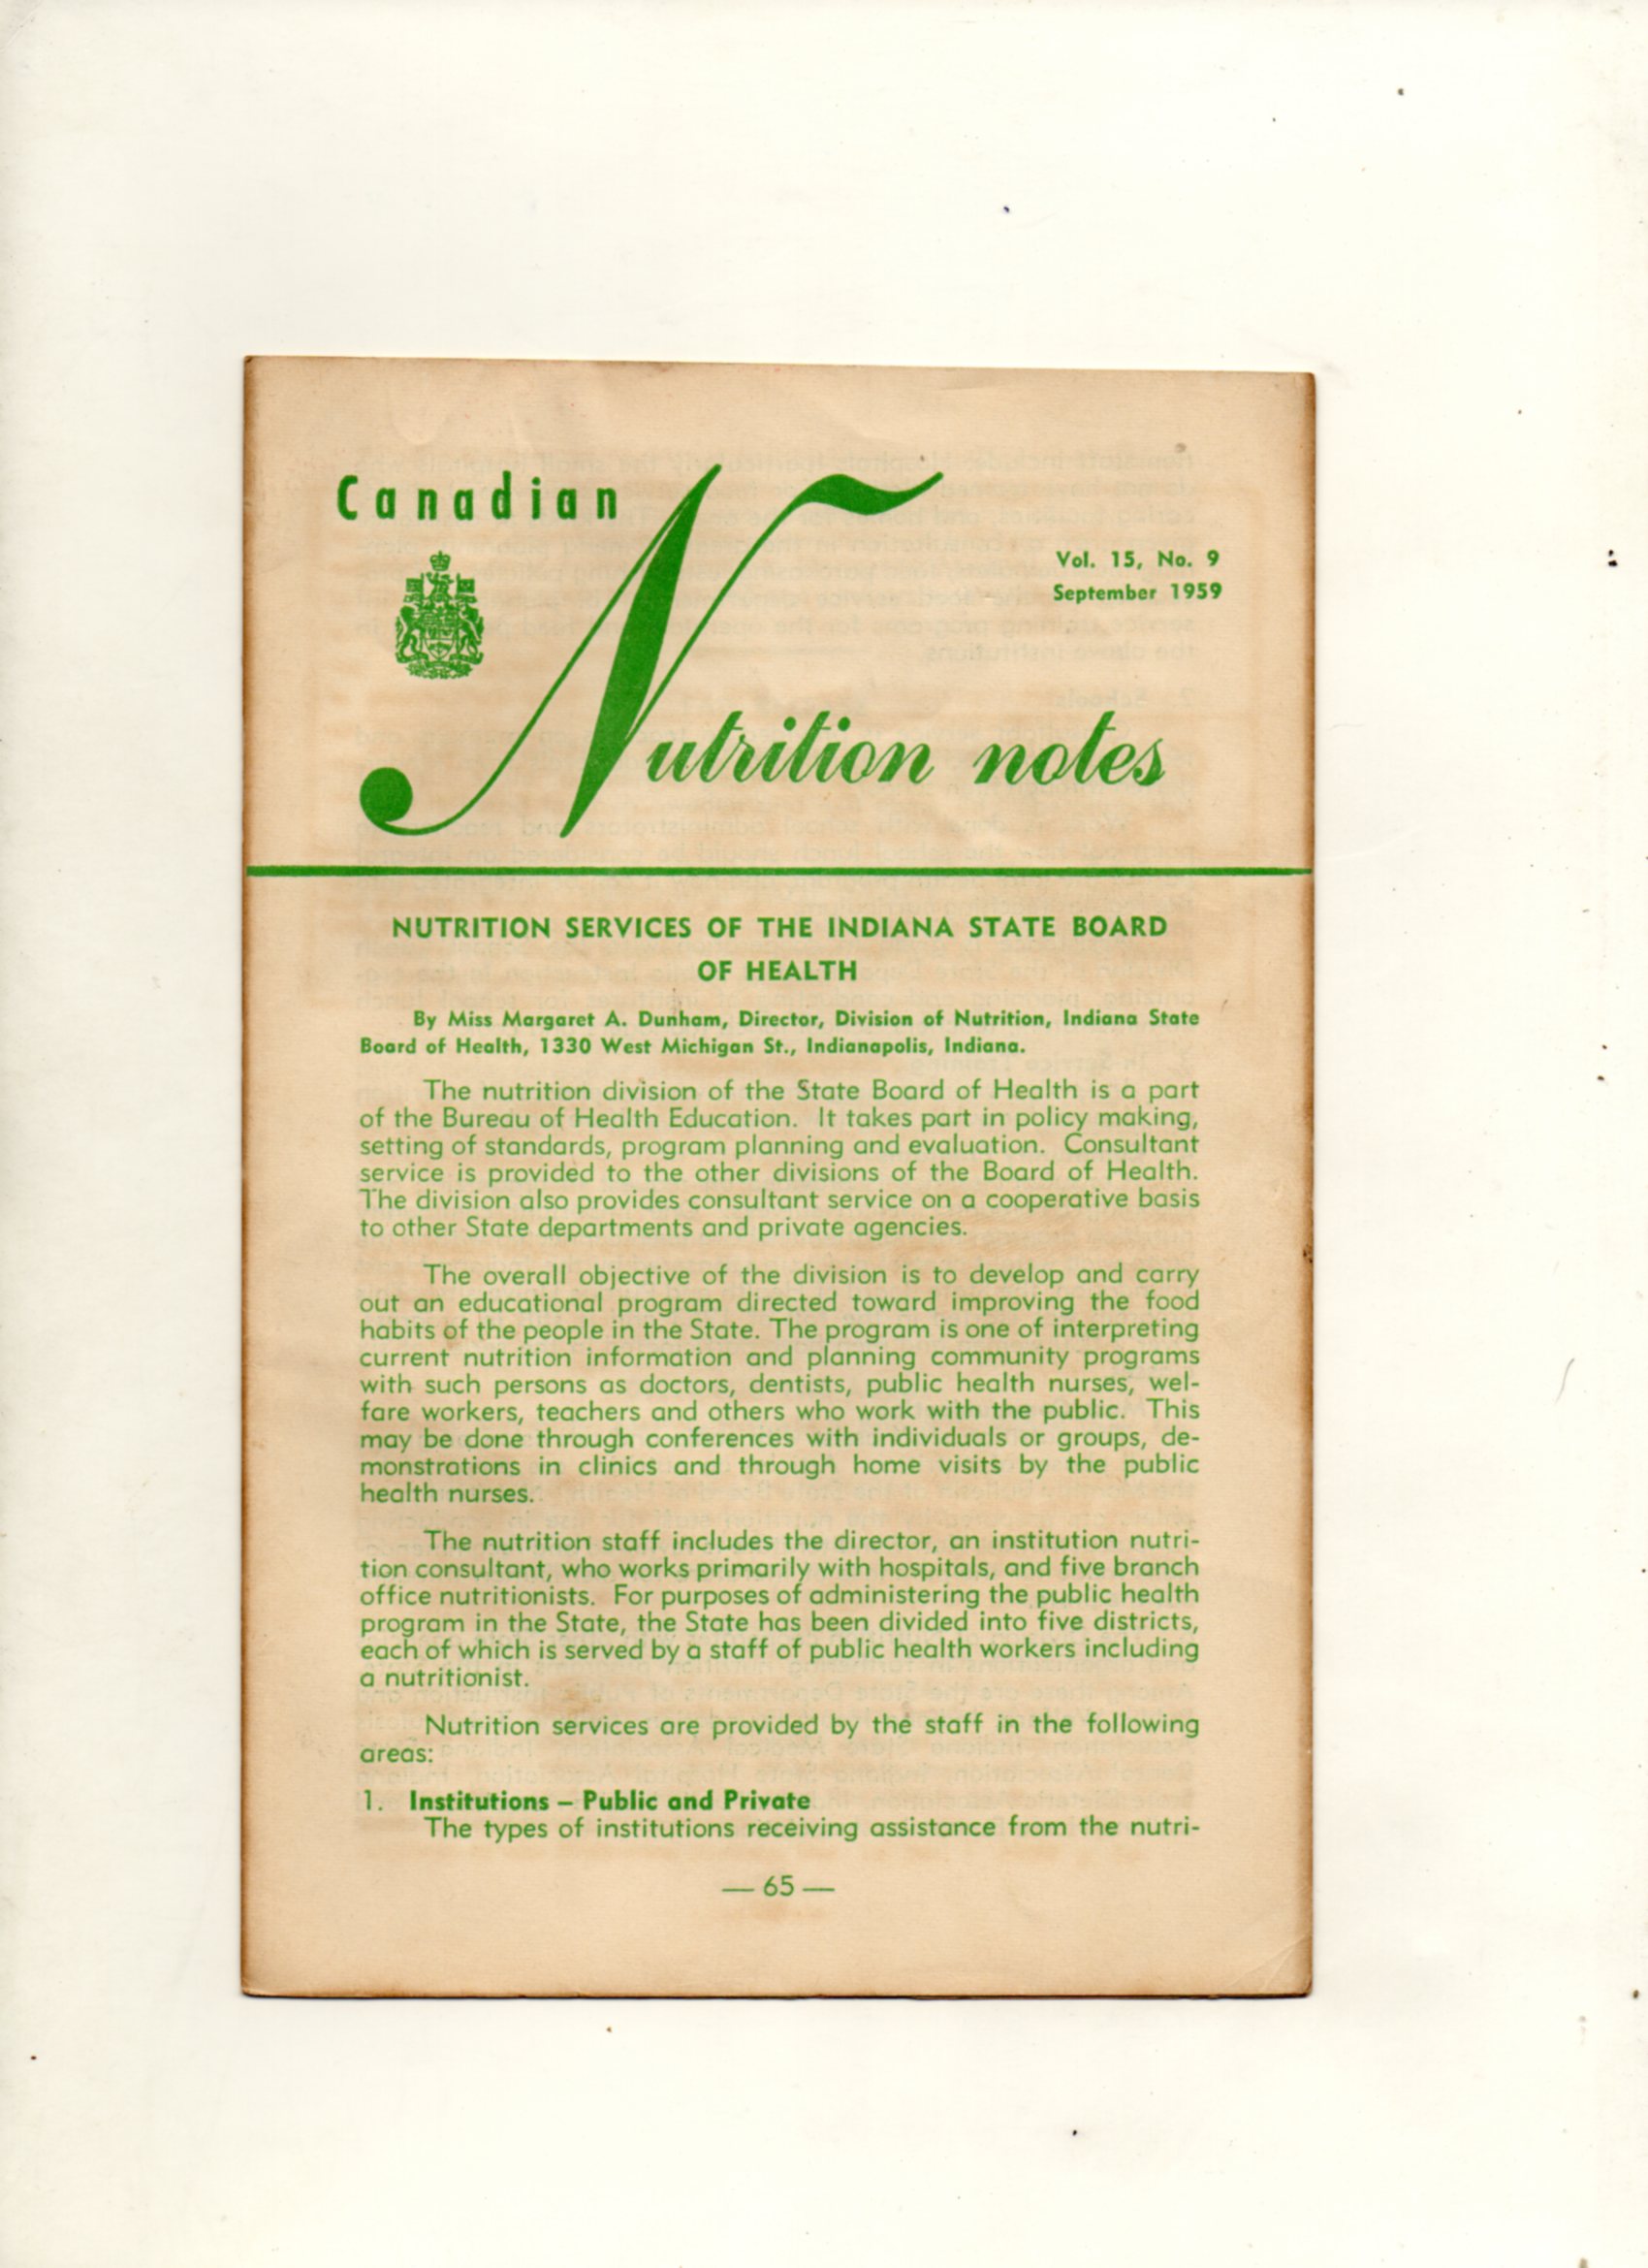 Canadian
Nutrition notes
Vol. 15, No. 9
September 1959
NUTRITION SERVICES OF THE INDIANA STATE BOARD
OF HEALTH
By Miss Margaret A. Dunham, Director, Division of Nutrition, Indiana State
Board of Health, 1330 West Michigan St., Indianapolis, Indiana.
The nutrition division of the State Board of Health is a part
of the Bureau of Health Education. It takes part in policy making,
setting of standards, program planning and evaluation. Consultant
service is provided to the other divisions of the Board of Health.
The division also provides consultant service on a cooperative basis
to other State departments and private agencies.
The overall objective of the division is to develop and carry
out an educational program directed toward improving the food
habits of the people in the State. The program is one of interpreting
current nutrition information and planning community programs
with such persons as doctors, dentists, public health nurses, wel-
fare workers, teachers and others who work with the public. This
may be done through conferences with individuals or groups, de-
monstrations in clinics and through home visits by the public
health nurses.
The nutrition staff includes the director, an institution nutri-
tion consultant, who works primarily with hospitals, and five branch
office nutritionists. For purposes of administering the public health
program in the State, the State has been divided into five districts,
each of which is served by a staff of public health workers including
a nutritionist.
Nutrition services are provided by the staff in the following
areas:
1. Institutions – Public and Private
The types of institutions receiving assistance from the nutri-
— 65 —